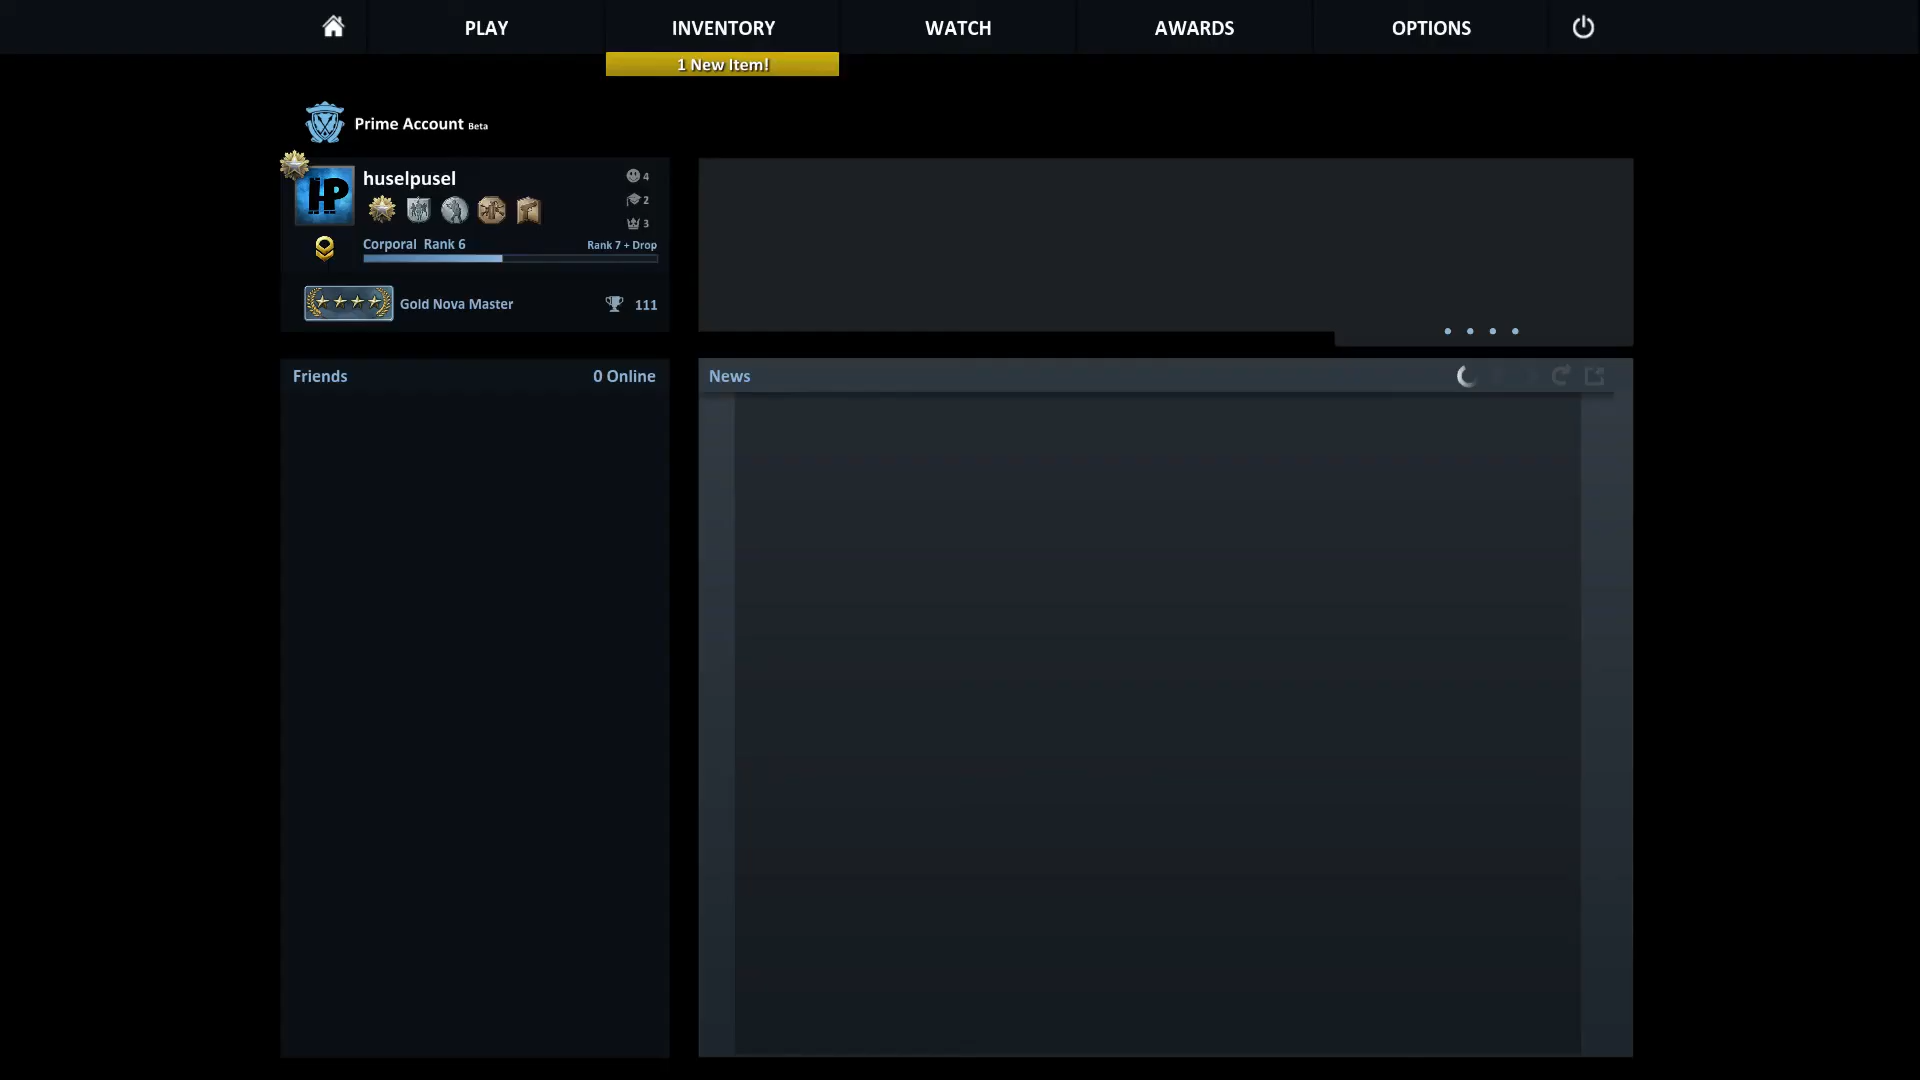 PLAY
INVENTORY
WATCH
AWARDS
OPTIONS
1 New Item!
Prime Account Beta
HP
huselpusel
4
2
3
Corporal Rank 6
Rank 7 + Drop
Gold Nova Master
111
Friends
0 Online
News